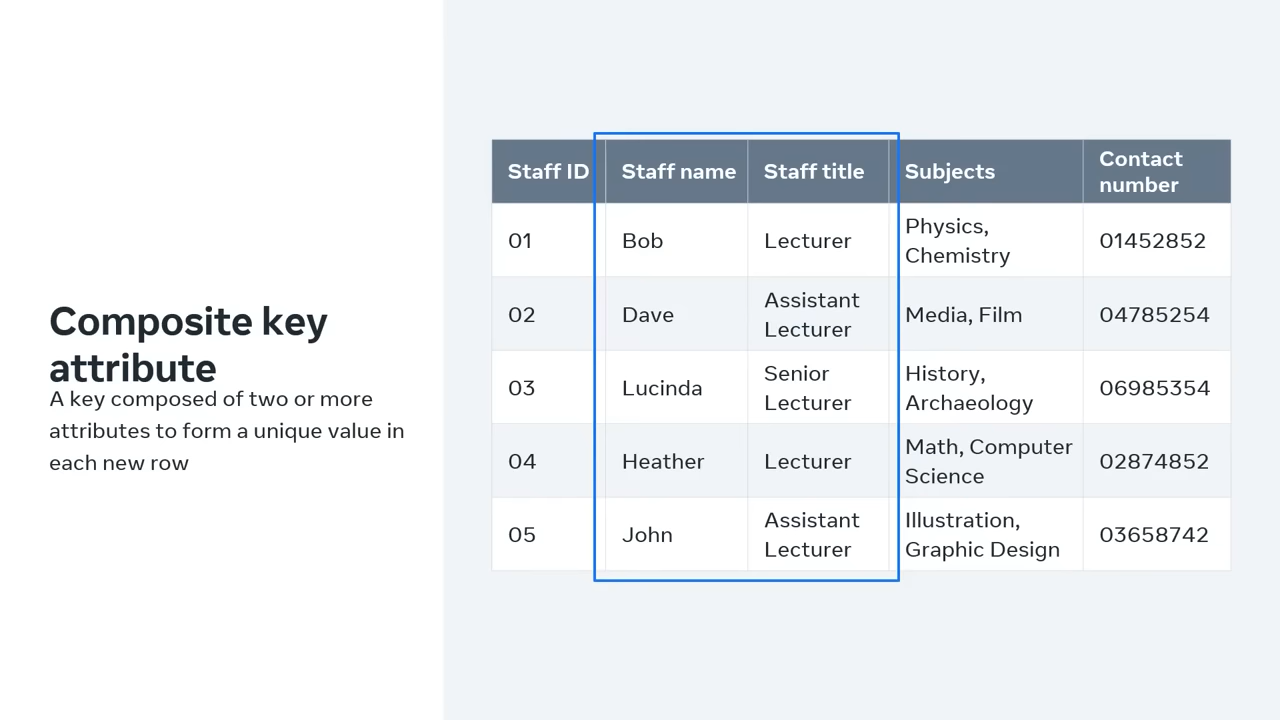 Composite key
attribute
A key composed of two or more
attributes to form a unique value in
each new row
Staff ID Staff name Staff title Subjects Contact number
01 Bob Lecturer Physics, Chemistry 01452852
02 Dave Assistant Lecturer Media, Film 04785254
03 Lucinda Senior Lecturer History, Archaeology 06985354
04 Heather Lecturer Math, Computer Science 02874852
05 John Assistant Lecturer Illustration, Graphic Design 03658742